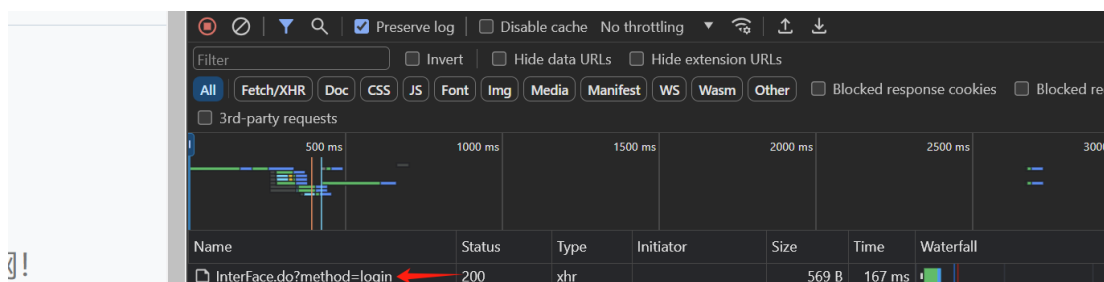 Preserve log Disable cache No throttling
Filter Invert Hide data URLs Hide extension URLs
All Fetch/XHR Doc CSS JS Font Img Media Manifest WS Wasm Other Blocked response cookies Blocked re
3rd-party requests
500 ms 1000 ms 1500 ms 2000 ms 2500 ms 3000
Name Status Type Initiator Size Time Waterfall
!
InterFace.do?method=login 200 xhr 569 B 167 ms